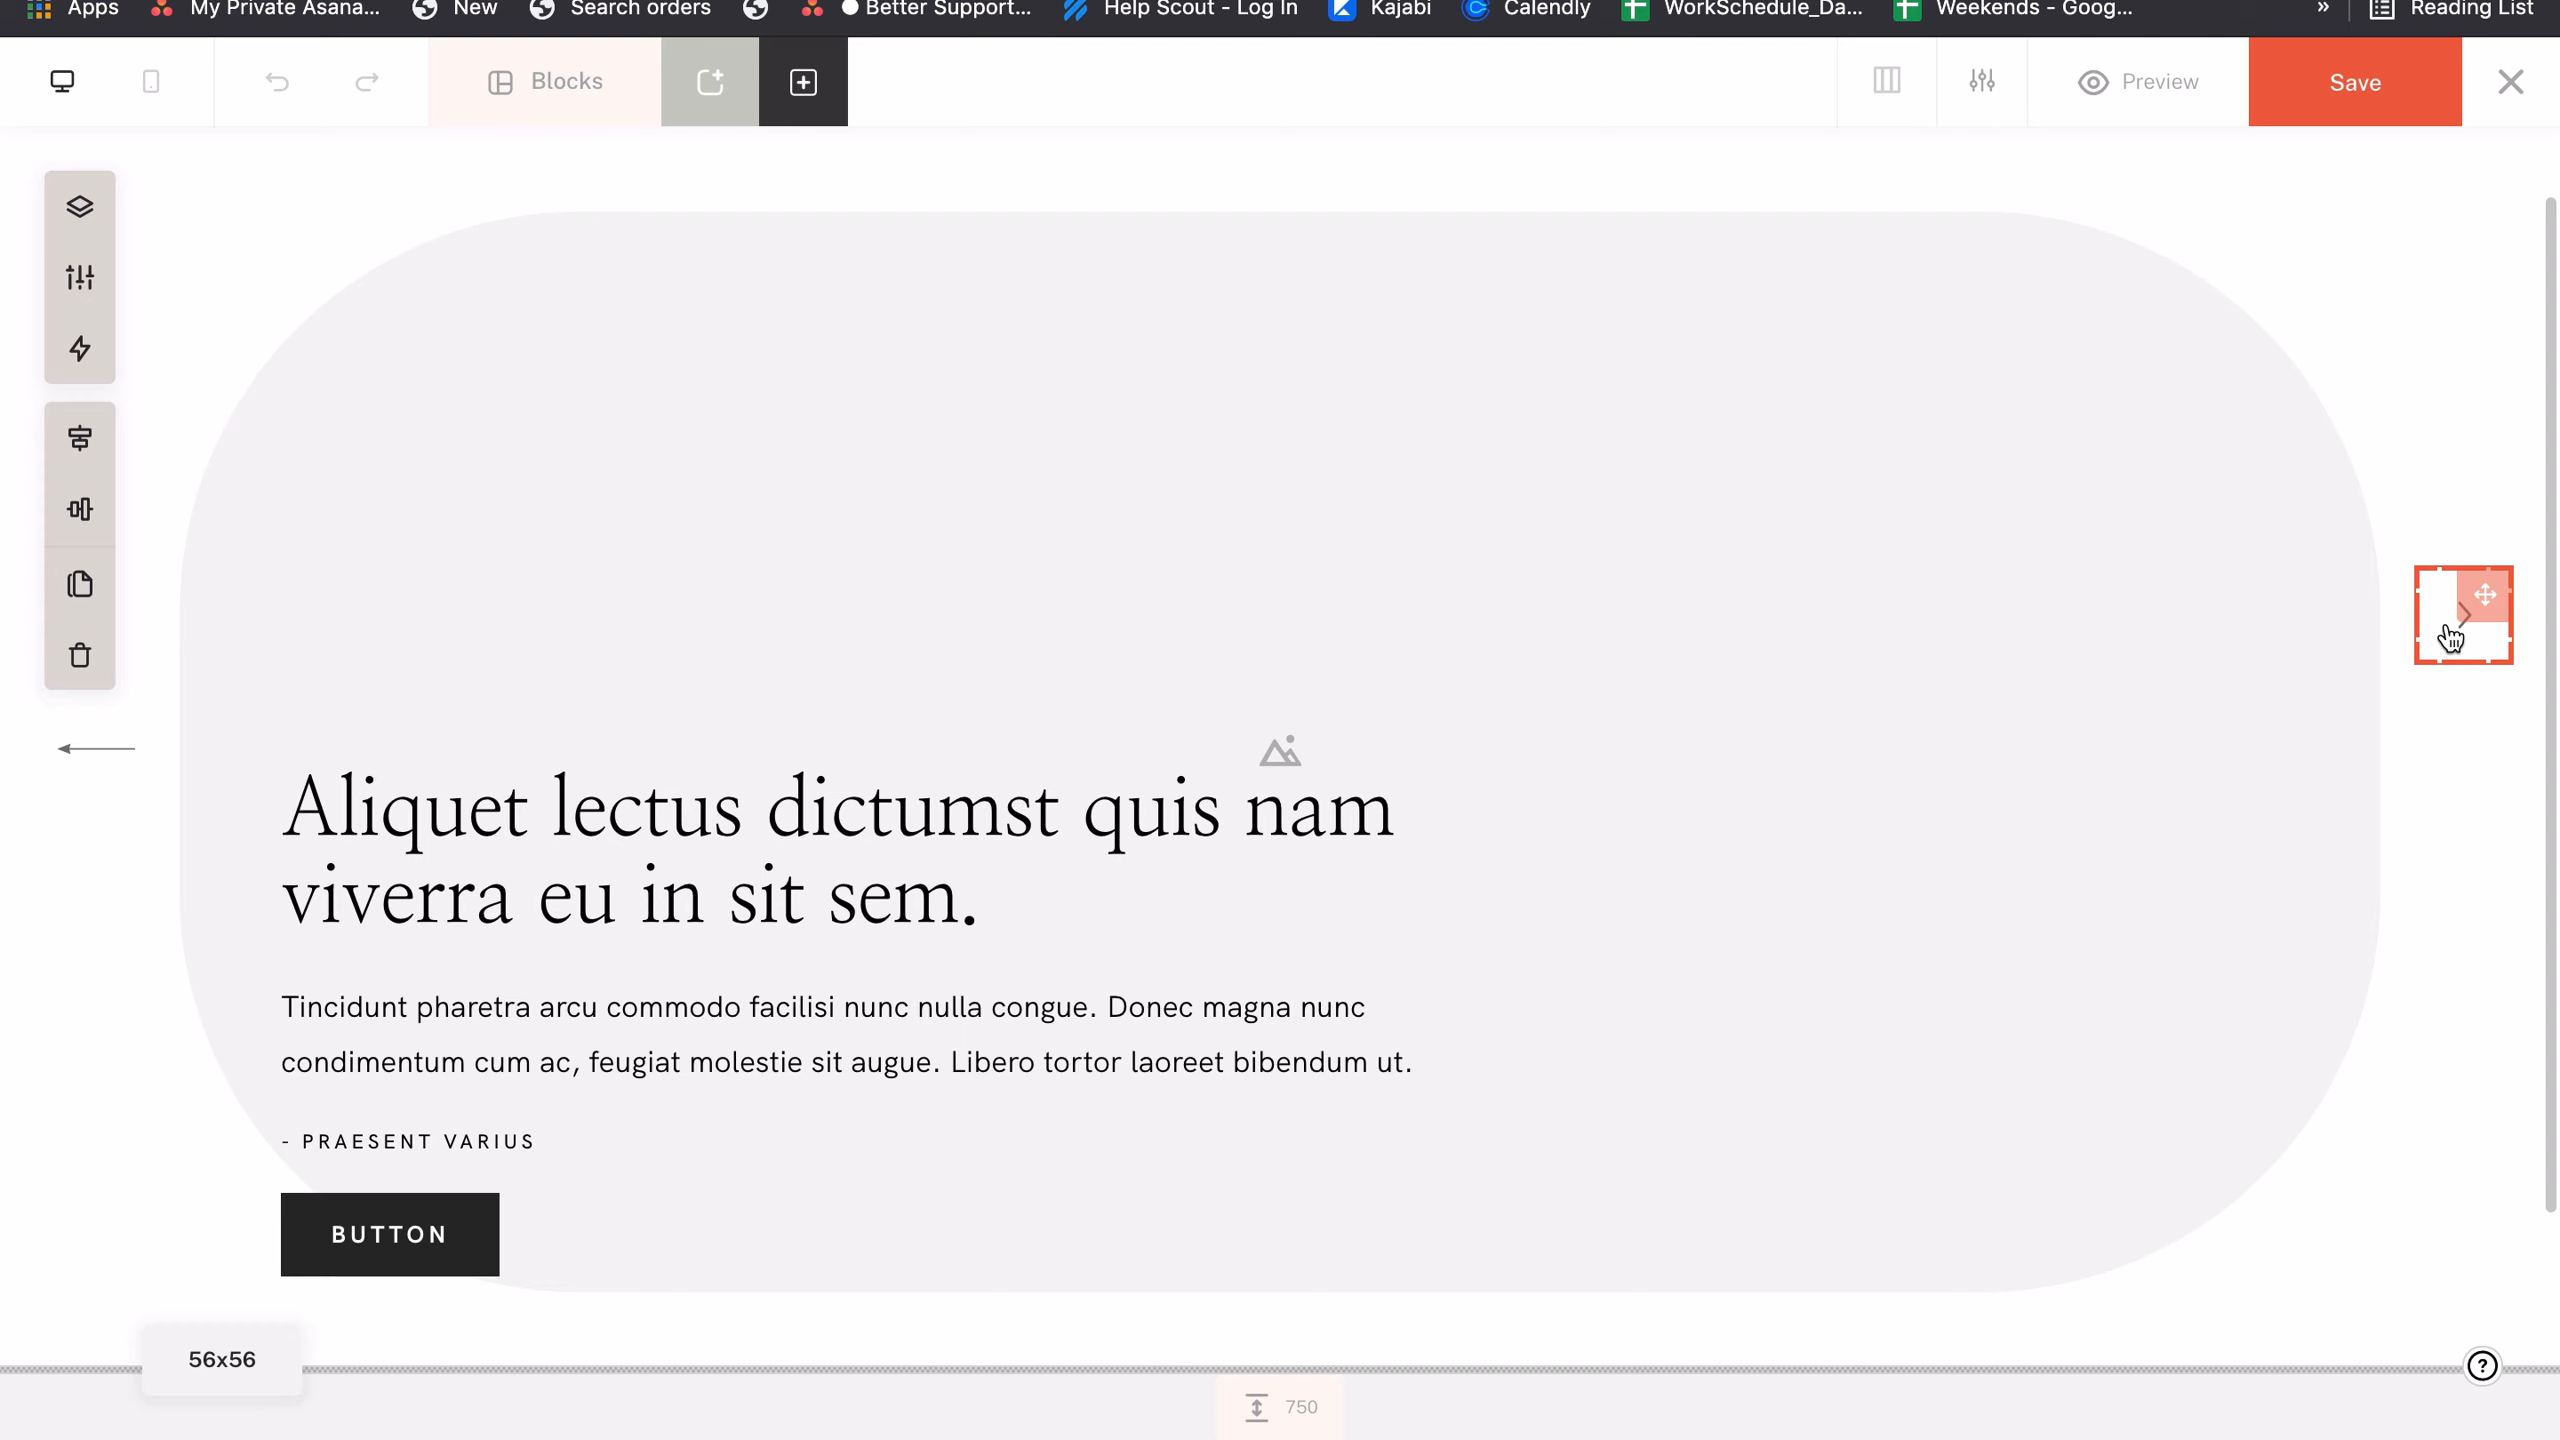 Apps My Private Asana... New Search orders Better Support... Help Scout - Log In Kajabi Calendly WorkSchedule_Da... Weekends - Goog... » Reading List
Blocks Preview Save
Aliquet lectus dictumst quis nam
viverra eu in sit sem.
Tincidunt pharetra arcu commodo facilisi nunc nulla congue. Donec magna nunc
condimentum cum ac, feugiat molestie sit augue. Libero tortor laoreet bibendum ut.
- PRAESENT VARIUS
BUTTON
56x56
?
750